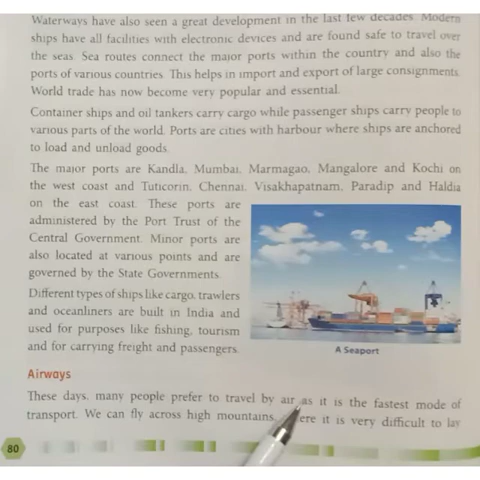 Waterways have also seen a great development in the last few decades. Modern
ships have all facilities with electronic devices and are found safe to travel over
the seas. Sea routes connect the major ports within the country and also the
ports of various countries. This helps in import and export of large consignments.
World trade has now become very popular and essential.
Container ships and oil tankers carry cargo while passenger ships carry people to
various parts of the world. Ports are cities with harbour where ships are anchored
to load and unload goods.
The major ports are Kandla, Mumbai, Marmagao, Mangalore and Kochi on
the west coast and Tuticorin, Chennai, Visakhapatnam, Paradip and Haldia
on the east coast. These ports are
administered by the Port Trust of the
Central Government. Minor ports are
also located at various points and are
governed by the State Governments.
Different types of ships like cargo, trawlers
and oceanliners are built in India and
used for purposes like fishing, tourism
and for carrying freight and passengers.
A Seaport
Airways
These days, many people prefer to travel by air as it is the fastest mode of
transport. We can fly across high mountains, it is very difficult to lay
80